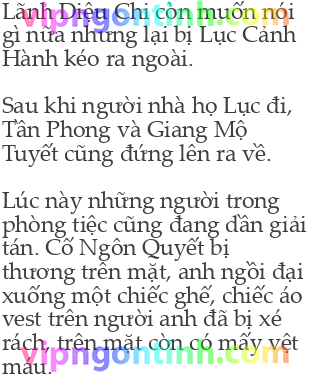 Lãnh Diệu Chi còn muốn nói
gì nữa nhưng lại bị Lục Cảnh
Hành kéo ra ngoài.
Sau khi người nhà họ Lục đi,
Tần Phong và Giang Mộ
Tuyết cũng đứng lên ra về.
Lúc này những người trong
phòng tiệc cũng đang dần giải
tán. Cố Ngôn Quyết bị
thương trên mặt, anh ngồi đại
xuống một chiếc ghế, chiếc áo
vest trên người anh đã bị xé
rách, trên mặt còn có mấy vệt
máu.
vipngontinh.com
vipngontinh.com